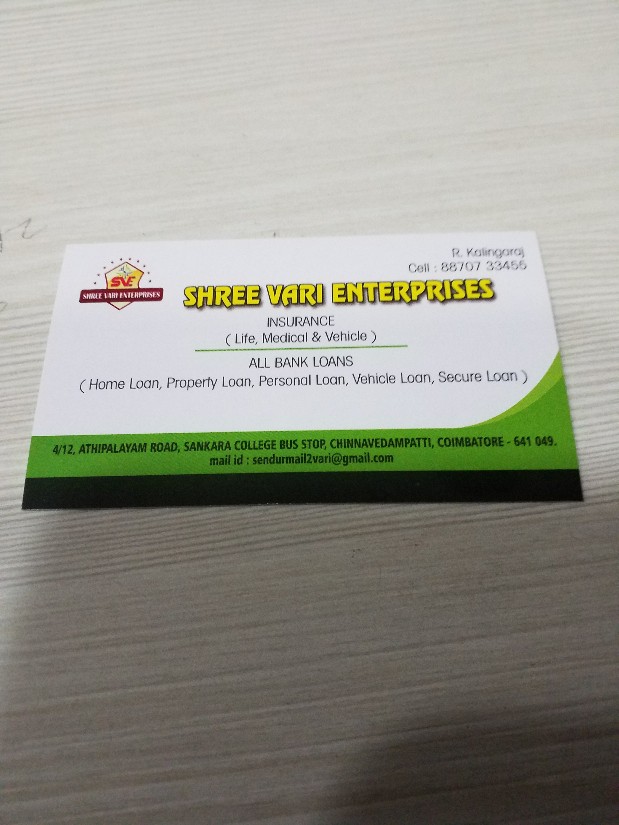 R. Kalingaraj
Cell : 88707 33455
SVE
SHREE VARI ENTERPRISES
SHREE VARI ENTERPRISES
INSURANCE
( Life, Medical & Vehicle )
ALL BANK LOANS
( Home Loan, Property Loan, Personal Loan, Vehicle Loan, Secure Loan )
4/12, ATHIPALAYAM ROAD, SANKARA COLLEGE BUS STOP, CHINNAVEDAMPATTI, COIMBATORE - 641 049.
mail id : sendurmail2vari@gmail.com